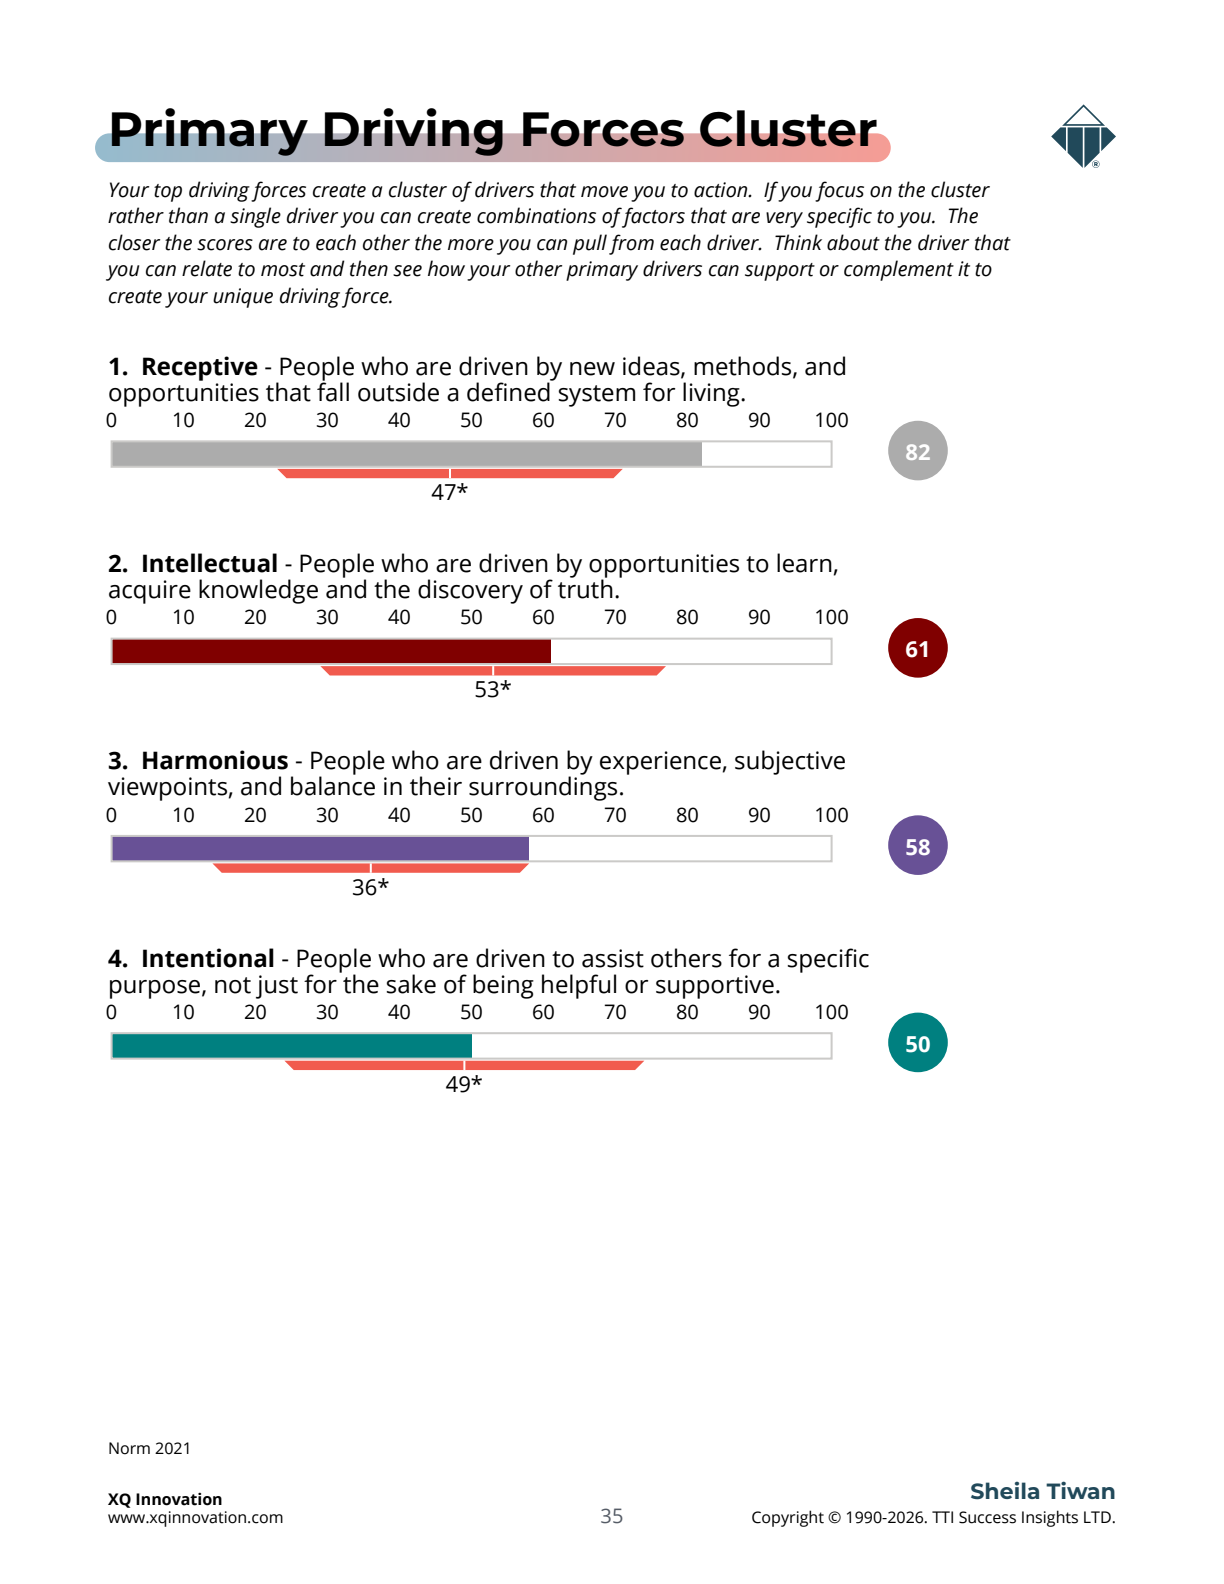 Primary Driving Forces Cluster
®
Your top driving forces create a cluster of drivers that move you to action.  If you focus on the cluster
rather than a single driver you can create combinations of factors that are very specific to you.  The
closer the scores are to each other the more you can pull from each driver.  Think about the driver that
you can relate to most and then see how your other primary drivers can support or complement it to
create your unique driving force.
1.  Receptive - People who are driven by new ideas, methods, and
opportunities that fall outside a defined system for living.
0 10 20 30 40 50 60 70 80 90 100
82
47*
2.  Intellectual - People who are driven by opportunities to learn,
acquire knowledge and the discovery of truth.
0 10 20 30 40 50 60 70 80 90 100
61
53*
3.  Harmonious - People who are driven by experience, subjective
viewpoints, and balance in their surroundings.
0 10 20 30 40 50 60 70 80 90 100
58
36*
4.  Intentional - People who are driven to assist others for a specific
purpose, not just for the sake of being helpful or supportive.
0 10 20 30 40 50 60 70 80 90 100
50
49*
Norm 2021
Sheila Tiwan
XQ Innovation
www.xqinnovation.com
35
Copyright © 1990-2026. TTI Success Insights LTD.